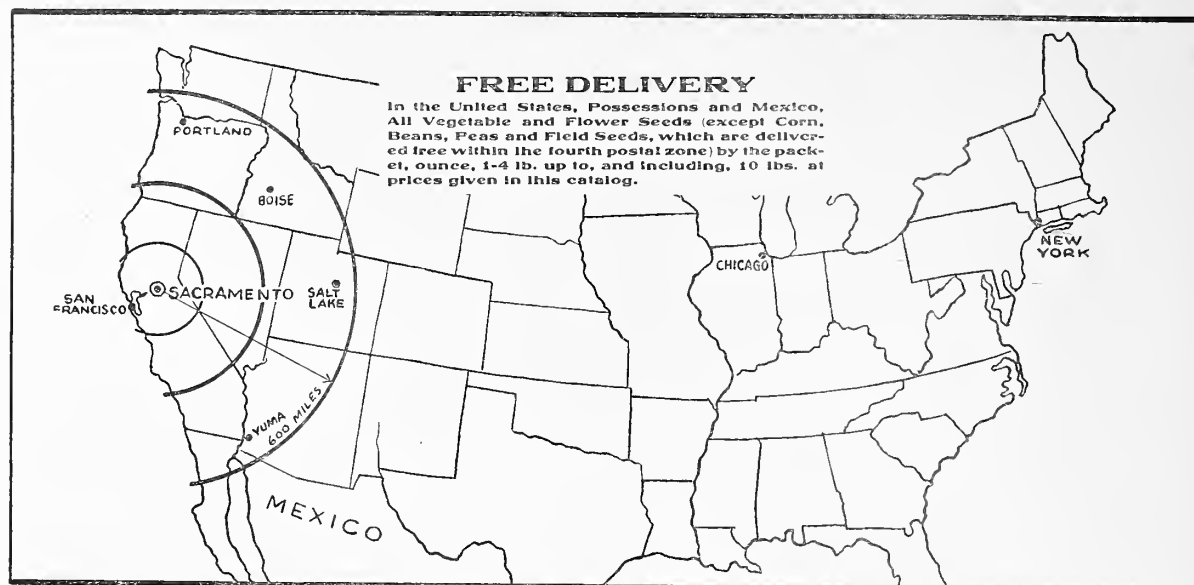 FREE DELIVERY
In the United States, Possessions and Mexico,
All Vegetable and Flower Seeds (except Corn,
Beans, Peas and Field Seeds, which are deliver-
ed free within the fourth postal zone) by the pack-
et, ounce, 1-4 lb. up to, and including, 10 lbs. at
prices given in this catalog.
PORTLAND
BOISE
SACRAMENTO
SAN
FRANCISCO
SALT
LAKE
YUMA
600 MILES
MEXICO
CHICAGO
NEW
YORK